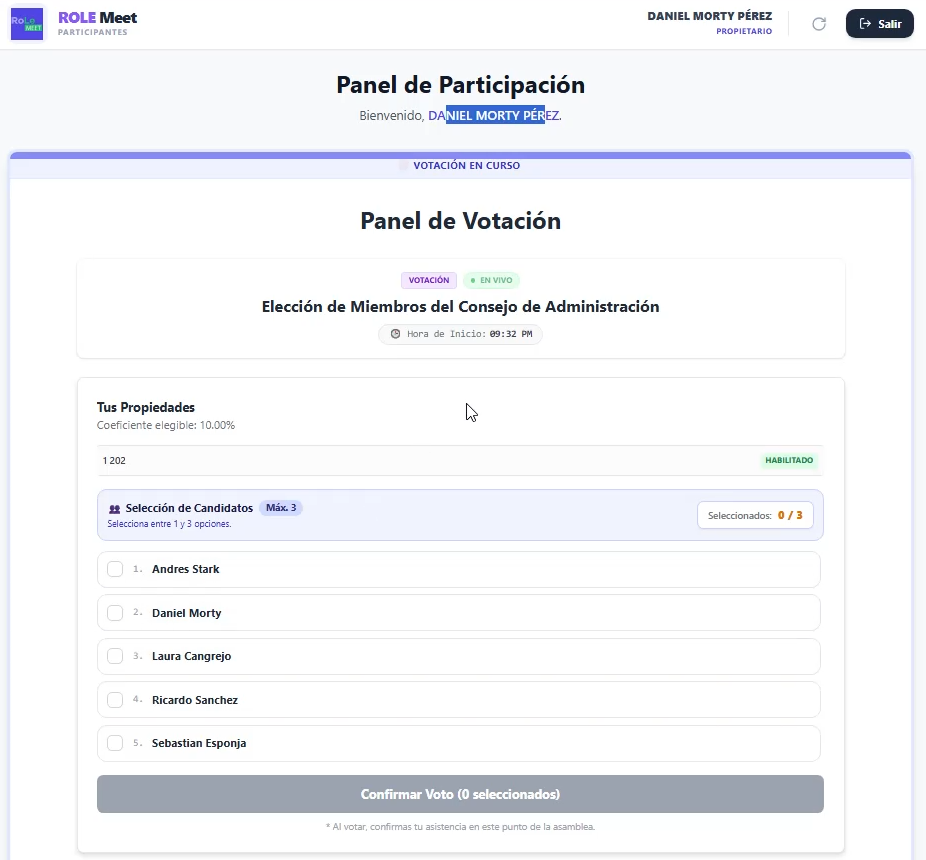 RoLe
MEET
ROLE Meet
PARTICIPANTES
DANIEL MORTY PÉREZ
PROPIETARIO
Salir
Panel de Participación
Bienvenido, DANIEL MORTY PÉREZ.
VOTACIÓN EN CURSO
Panel de Votación
VOTACIÓN
EN VIVO
Elección de Miembros del Consejo de Administración
Hora de Inicio: 09:32 PM
Tus Propiedades
Coeficiente elegible: 10.00%
1 202
HABILITADO
Selección de Candidatos Máx. 3
Selecciona entre 1 y 3 opciones.
Seleccionados: 0 / 3
1. Andres Stark
2. Daniel Morty
3. Laura Cangrejo
4. Ricardo Sanchez
5. Sebastian Esponja
Confirmar Voto (0 seleccionados)
* Al votar, confirmas tu asistencia en este punto de la asamblea.